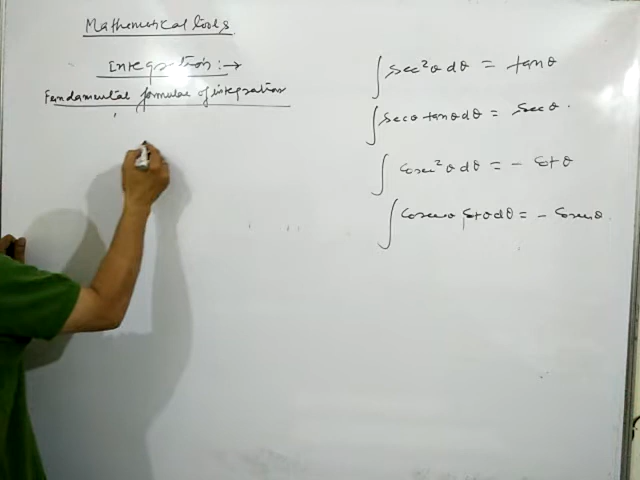 Mathematical tools
Integration:→
Fundamental formulae of integration
∫sec²θ dθ = tanθ
∫secθ tanθ dθ = secθ.
∫cosec²θ dθ = - cotθ
∫cosecθ cotθ dθ = - cosecθ.